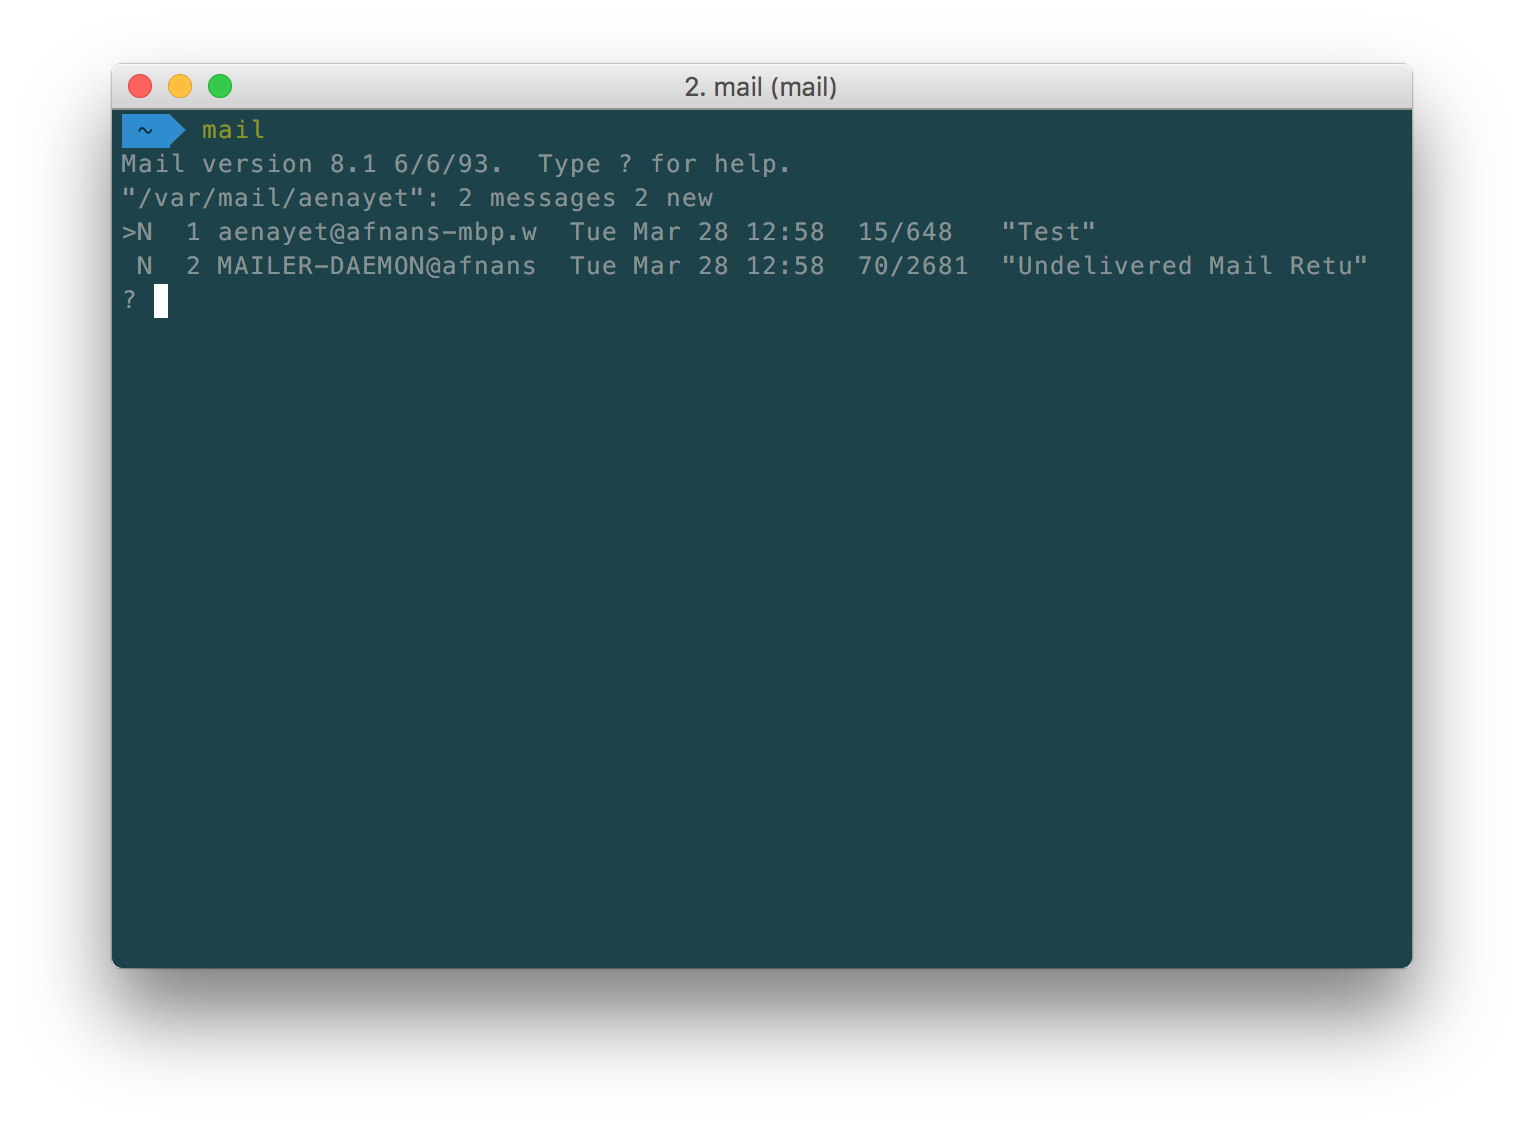 2. mail (mail)
~ mail
Mail version 8.1 6/6/93.  Type ? for help.
"/var/mail/aenayet": 2 messages 2 new
>N  1 aenayet@afnans-mbp.w  Tue Mar 28 12:58  15/648   "Test"
 N  2 MAILER-DAEMON@afnans  Tue Mar 28 12:58  70/2681  "Undelivered Mail Retu"
?